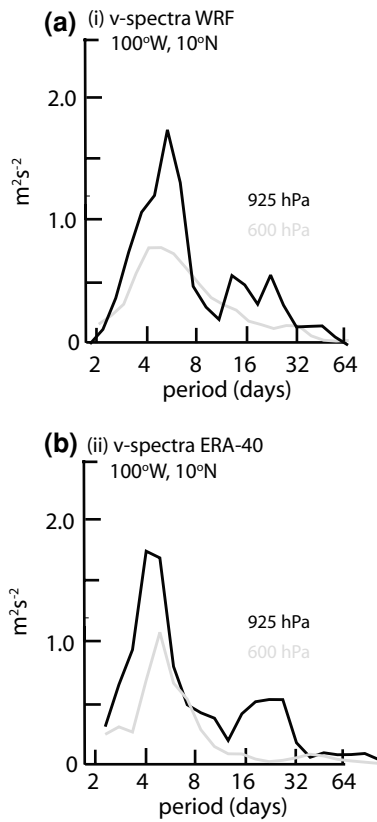 (a) (i) v-spectra WRF
100°W, 10°N
2.0
m²s⁻²
925 hPa
1.0
600 hPa
0
2 4 8 16 32 64
period (days)
(b) (ii) v-spectra ERA-40
100°W, 10°N
2.0
m²s⁻²
925 hPa
1.0
600 hPa
0
2 4 8 16 32 64
period (days)